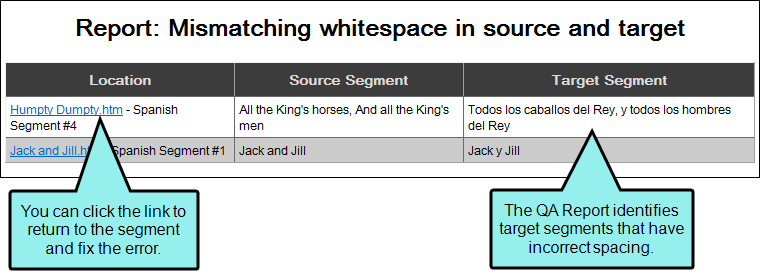 Report: Mismatching whitespace in source and target
Location Source Segment Target Segment
Humpty Dumpty.htm - Spanish All the King's horses, And all the King's Todos los caballos del Rey, y todos los hombres
Segment #4 men del Rey
Jack and Jill.h Spanish Segment #1 Jack and Jill Jack y Jill
You can click the link to
return to the segment
and fix the error.
The QA Report identifies
target segments that have
incorrect spacing.